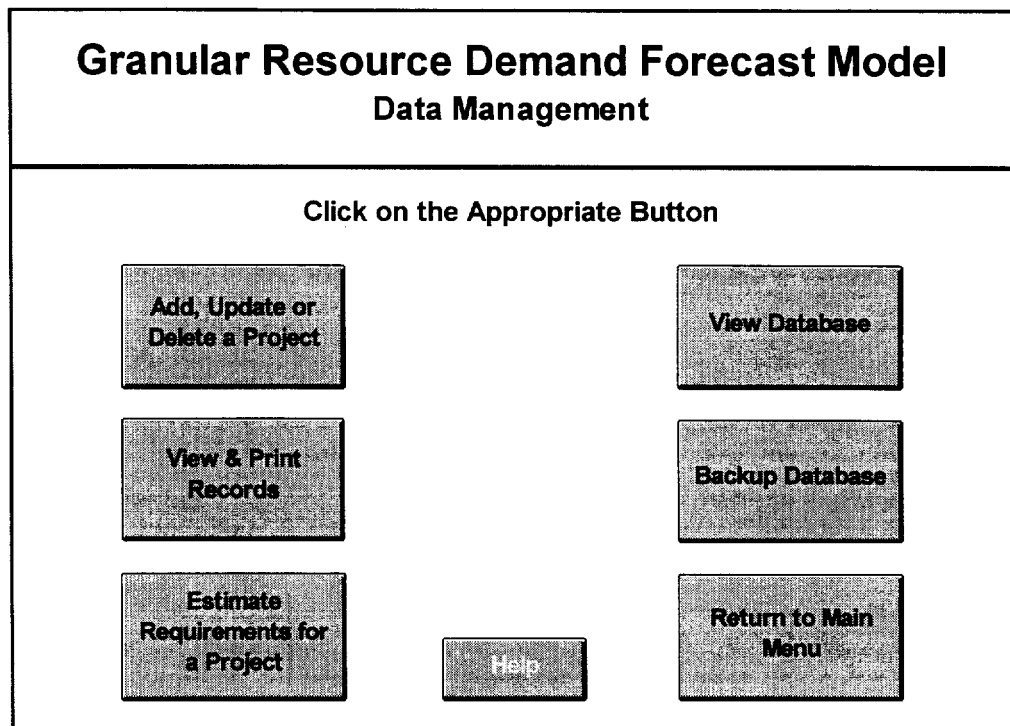 Granular Resource Demand Forecast Model
Data Management
Click on the Appropriate Button
Add, Update or
Delete a Project
View Database
View & Print
Records
Backup Database
Estimate
Requirements for
a Project
Help
Return to Main
Menu